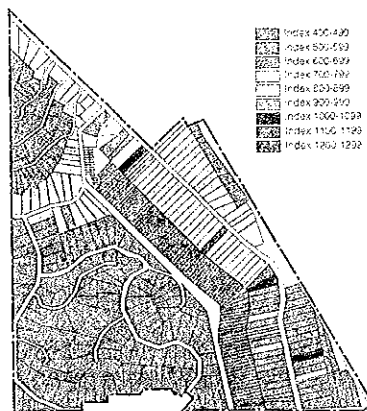 Index 400-499
Index 500-599
Index 600-699
Index 700-799
Index 800-899
Index 900-999
Index 1000-1099
Index 1100-1199
Index 1200-1299